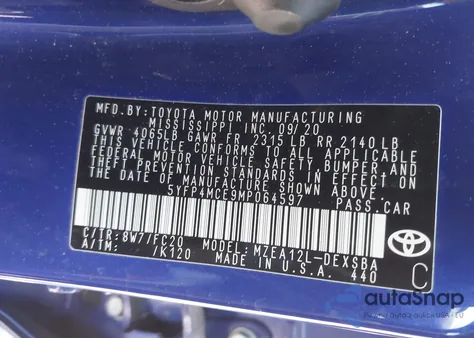 MFD. BY: TOYOTA MOTOR MANUFACTURING
MISSISSIPPI INC. 09/20
GVWR 4065LB GAWR FR 2315 LB RR 2140 LB
THIS VEHICLE CONFORMS TO ALL APPLICABLE
FEDERAL MOTOR VEHICLE SAFETY, BUMPER, AND
THEFT PREVENTION STANDARDS IN EFFECT ON
THE DATE OF MANUFACTURE SHOWN ABOVE.
5YFP4MCE9MP064597 PASS.CAR
C/TR: 8W7/FC20 MODEL: MZEA12L-DEXSBA
A/TM: /K120 MADE IN U.S.A. 440
TOYOTA
C
autoSnap